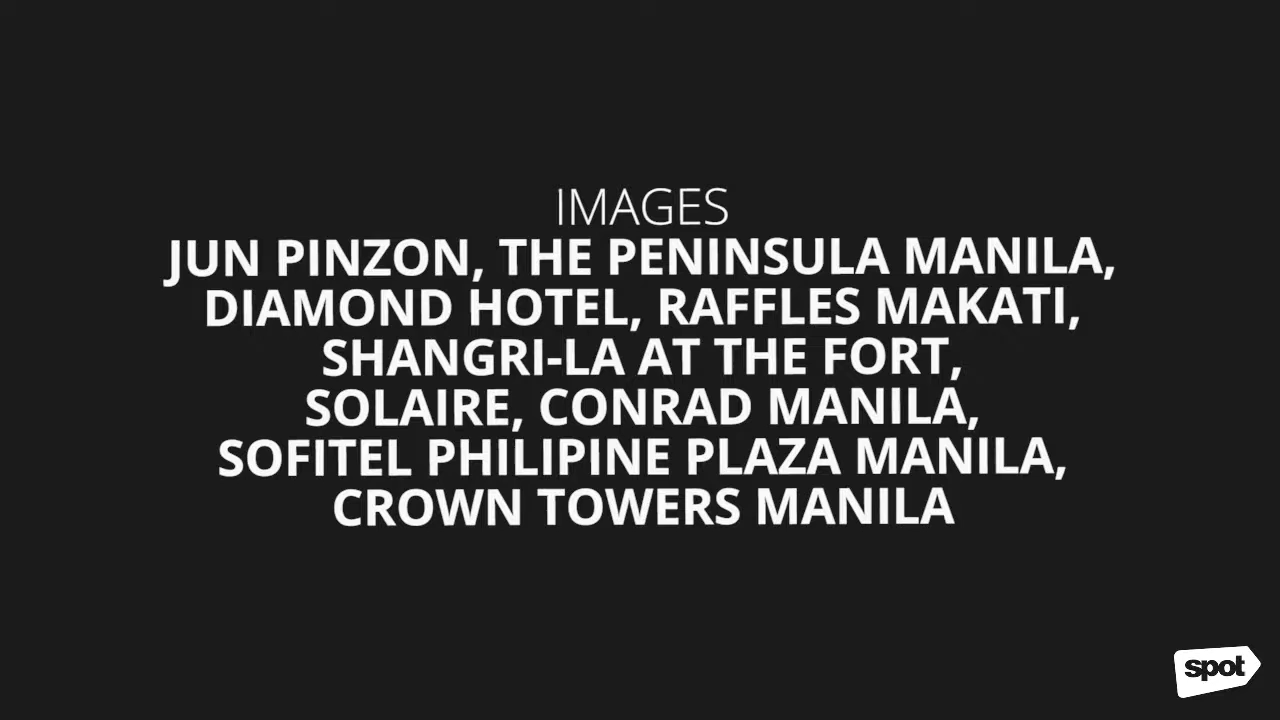 IMAGES
JUN PINZON, THE PENINSULA MANILA,
DIAMOND HOTEL, RAFFLES MAKATI,
SHANGRI-LA AT THE FORT,
SOLAIRE, CONRAD MANILA,
SOFITEL PHILIPINE PLAZA MANILA,
CROWN TOWERS MANILA
spot